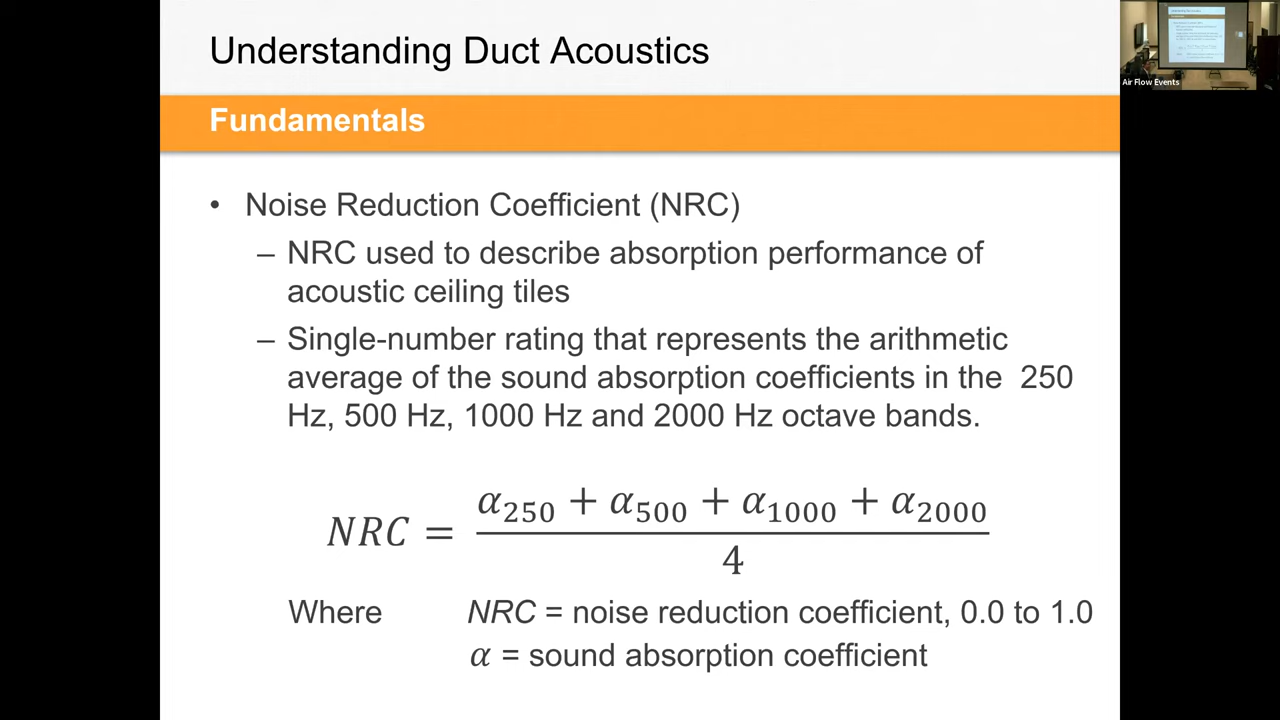 Understanding Duct Acoustics
Fundamentals
• Noise Reduction Coefficient (NRC)
– NRC used to describe absorption performance of
acoustic ceiling tiles
– Single-number rating that represents the arithmetic
average of the sound absorption coefficients in the 250
Hz, 500 Hz, 1000 Hz and 2000 Hz octave bands.
NRC = (α250 + α500 + α1000 + α2000) / 4
Where NRC = noise reduction coefficient, 0.0 to 1.0
α = sound absorption coefficient
Air Flow Events